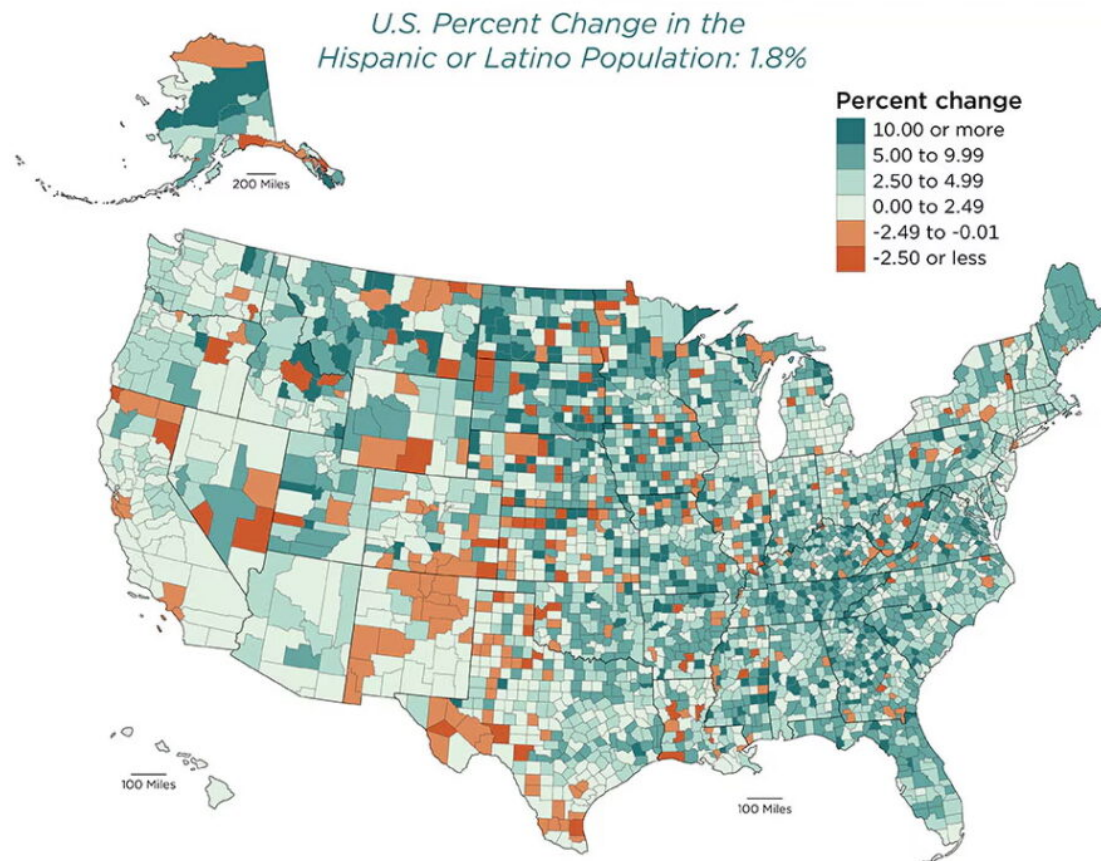 U.S. Percent Change in the
Hispanic or Latino Population: 1.8%
Percent change
10.00 or more
5.00 to 9.99
2.50 to 4.99
0.00 to 2.49
-2.49 to -0.01
-2.50 or less
200 Miles
100 Miles
100 Miles